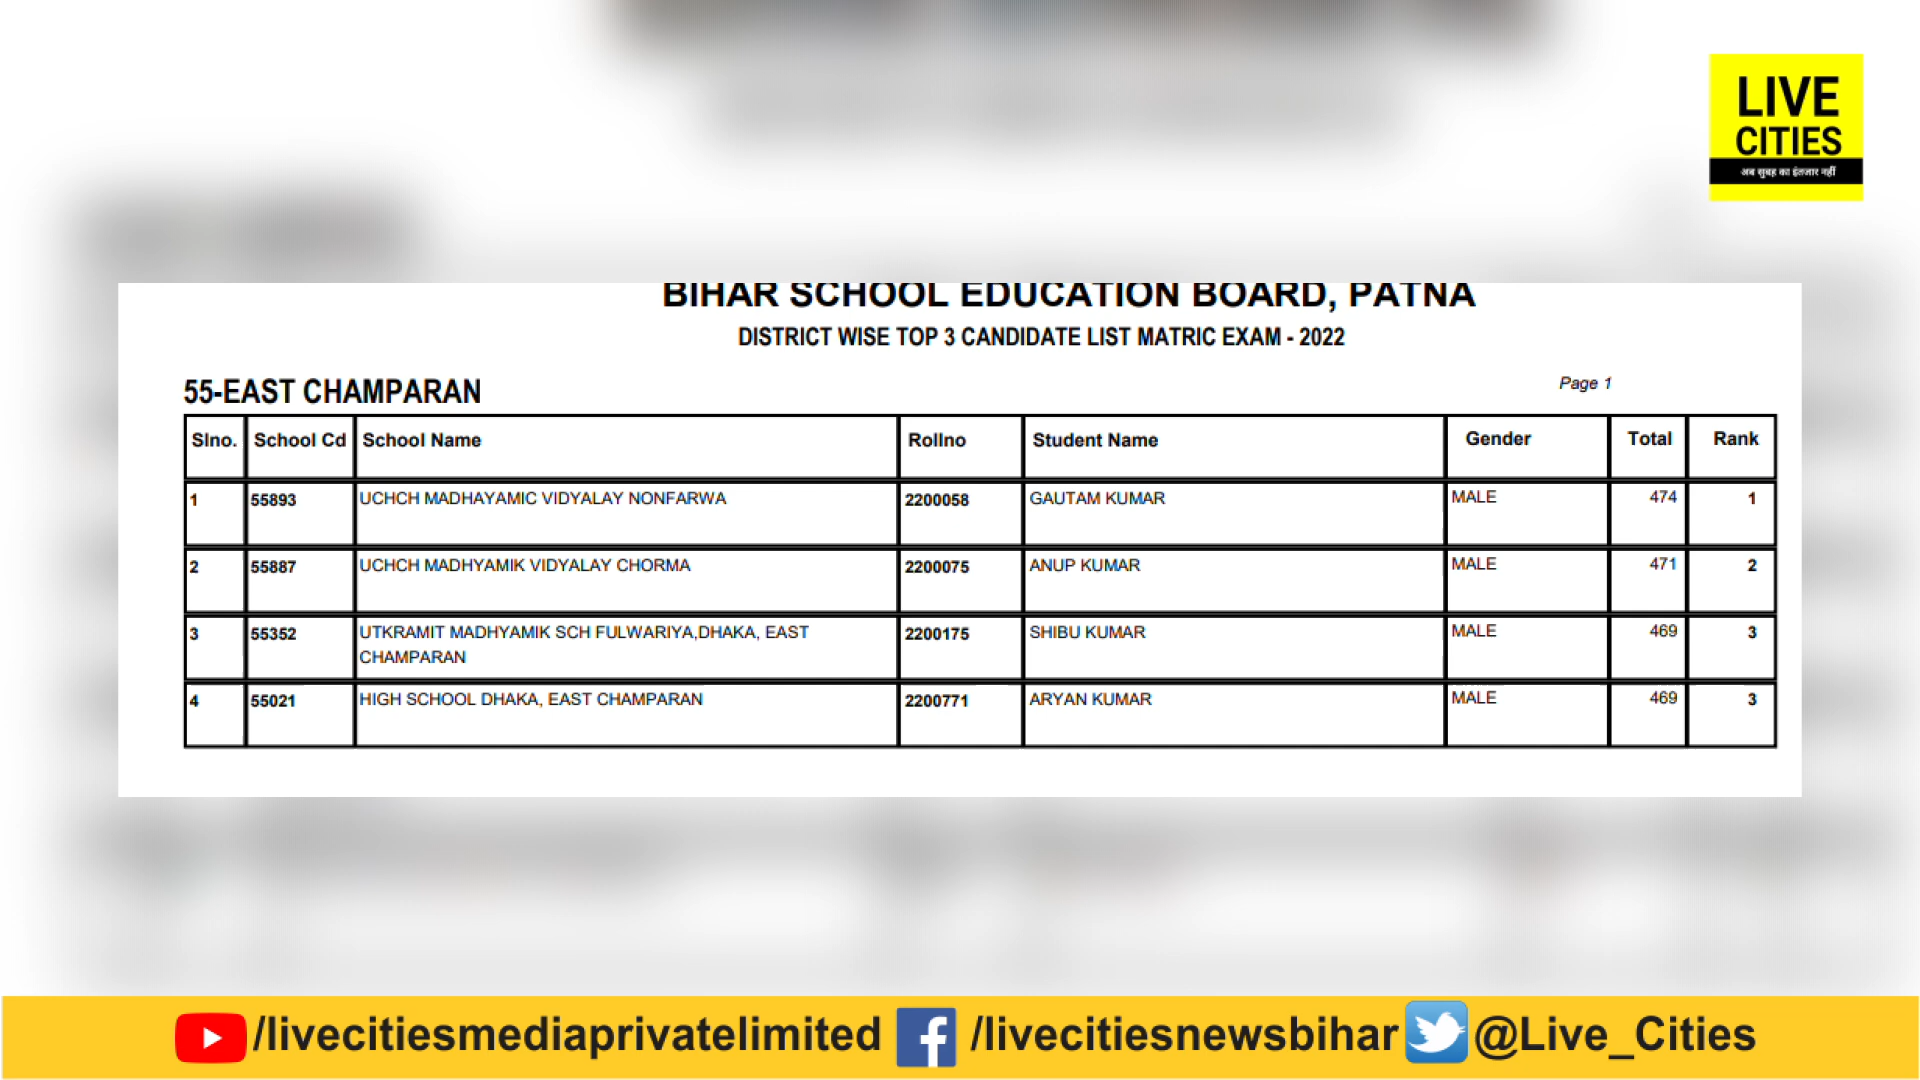 LIVE
CITIES
अब सुबह का इंतजार नहीं
BIHAR SCHOOL EDUCATION BOARD, PATNA
DISTRICT WISE TOP 3 CANDIDATE LIST MATRIC EXAM - 2022
55-EAST CHAMPARAN Page 1
Slno. School Cd School Name Rollno Student Name Gender Total Rank
1 55893 UCHCH MADHAYAMIC VIDYALAY NONFARWA 2200058 GAUTAM KUMAR MALE 474 1
2 55887 UCHCH MADHYAMIK VIDYALAY CHORMA 2200075 ANUP KUMAR MALE 471 2
3 55352 UTKRAMIT MADHYAMIK SCH FULWARIYA,DHAKA, EAST 2200175 SHIBU KUMAR MALE 469 3
CHAMPARAN
4 55021 HIGH SCHOOL DHAKA, EAST CHAMPARAN 2200771 ARYAN KUMAR MALE 469 3
/livecitiesmediaprivatelimited /livecitiesnewsbihar @Live_Cities